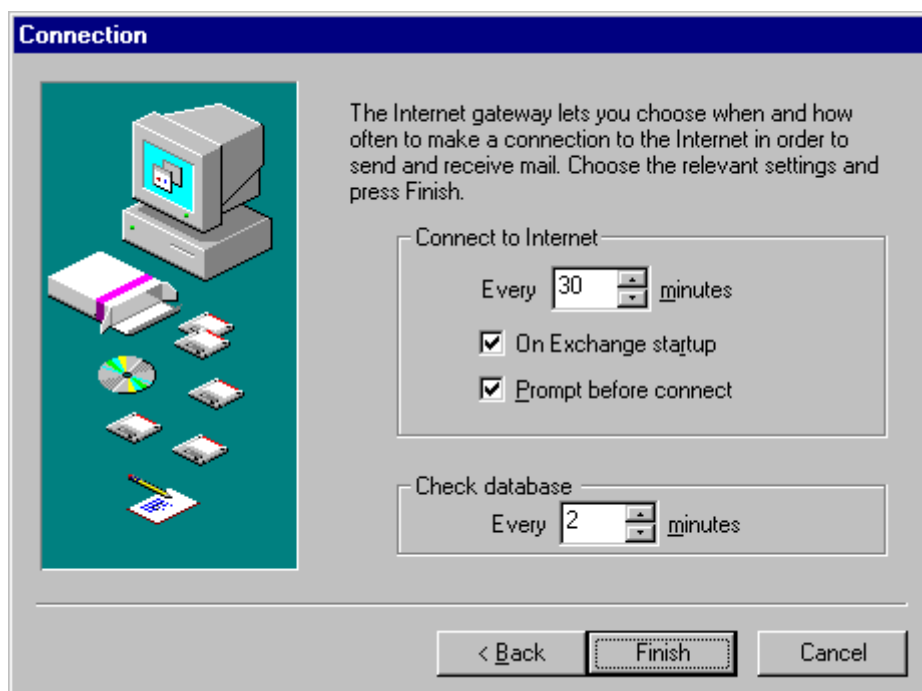 Connection
The Internet gateway lets you choose when and how
often to make a connection to the Internet in order to
send and receive mail. Choose the relevant settings and
press Finish.
Connect to Internet
Every 30 minutes
On Exchange startup
Prompt before connect
Check database
Every 2 minutes
< Back Finish Cancel